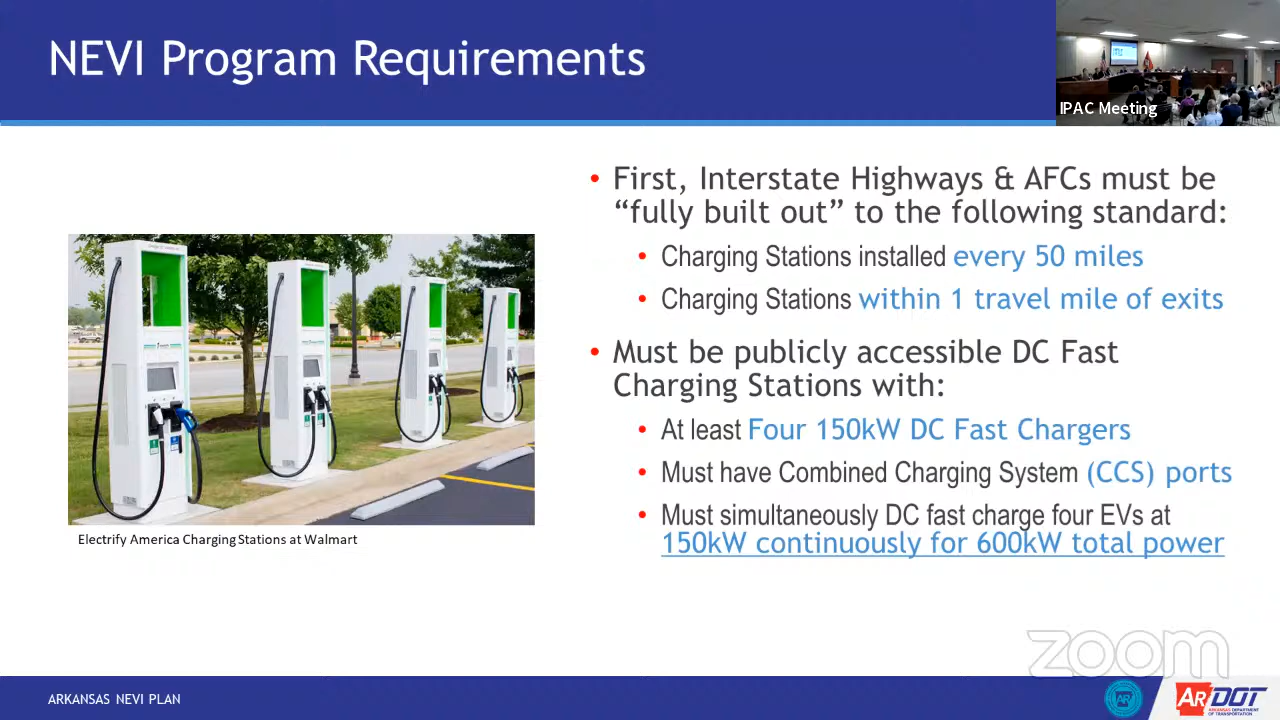 NEVI Program Requirements
IPAC Meeting
• First, Interstate Highways & AFCs must be
“fully built out” to the following standard:
• Charging Stations installed every 50 miles
• Charging Stations within 1 travel mile of exits
• Must be publicly accessible DC Fast
Charging Stations with:
• At least Four 150kW DC Fast Chargers
• Must have Combined Charging System (CCS) ports
• Must simultaneously DC fast charge four EVs at
150kW continuously for 600kW total power
Electrify America Charging Stations at Walmart
zoom
ARKANSAS NEVI PLAN
AR
ARDOT
ARKANSAS DEPARTMENT
OF TRANSPORTATION